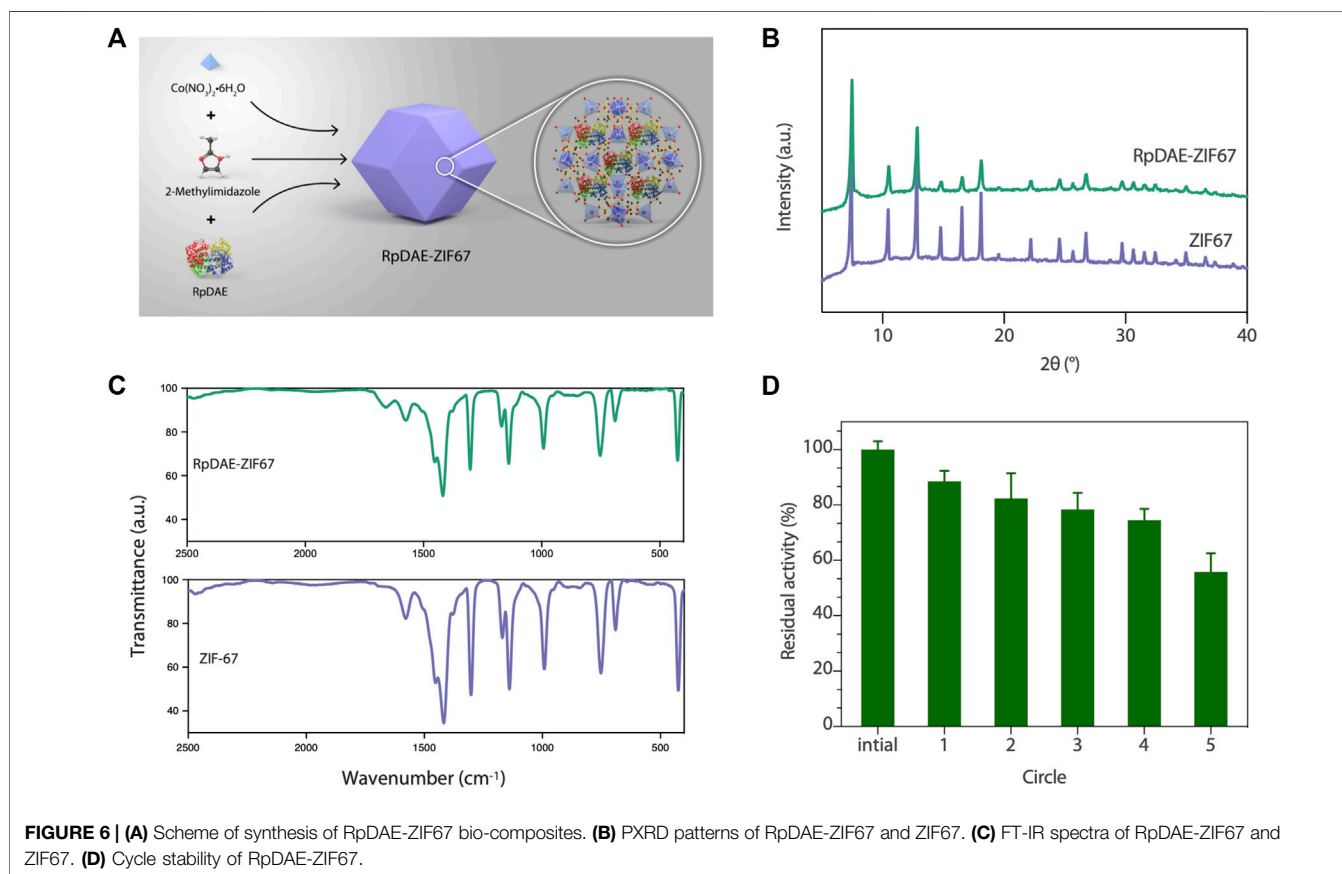 A
Co(NO₃)₂•6H₂O
+
2-Methylimidazole
+
RpDAE
RpDAE-ZIF67
B
Intensity (a.u.)
RpDAE-ZIF67
ZIF67
10 20 30 40
2θ (°)
C
Transmittance (a.u.)
100
80
60
40
RpDAE-ZIF67
2500 2000 1500 1000 500
100
80
60
40
ZIF-67
2500 2000 1500 1000 500
Wavenumber (cm⁻¹)
D
Residual activity (%)
100
80
60
40
20
0
intial 1 2 3 4 5
Circle
FIGURE 6 | (A) Scheme of synthesis of RpDAE-ZIF67 bio-composites. (B) PXRD patterns of RpDAE-ZIF67 and ZIF67. (C) FT-IR spectra of RpDAE-ZIF67 and
ZIF67. (D) Cycle stability of RpDAE-ZIF67.